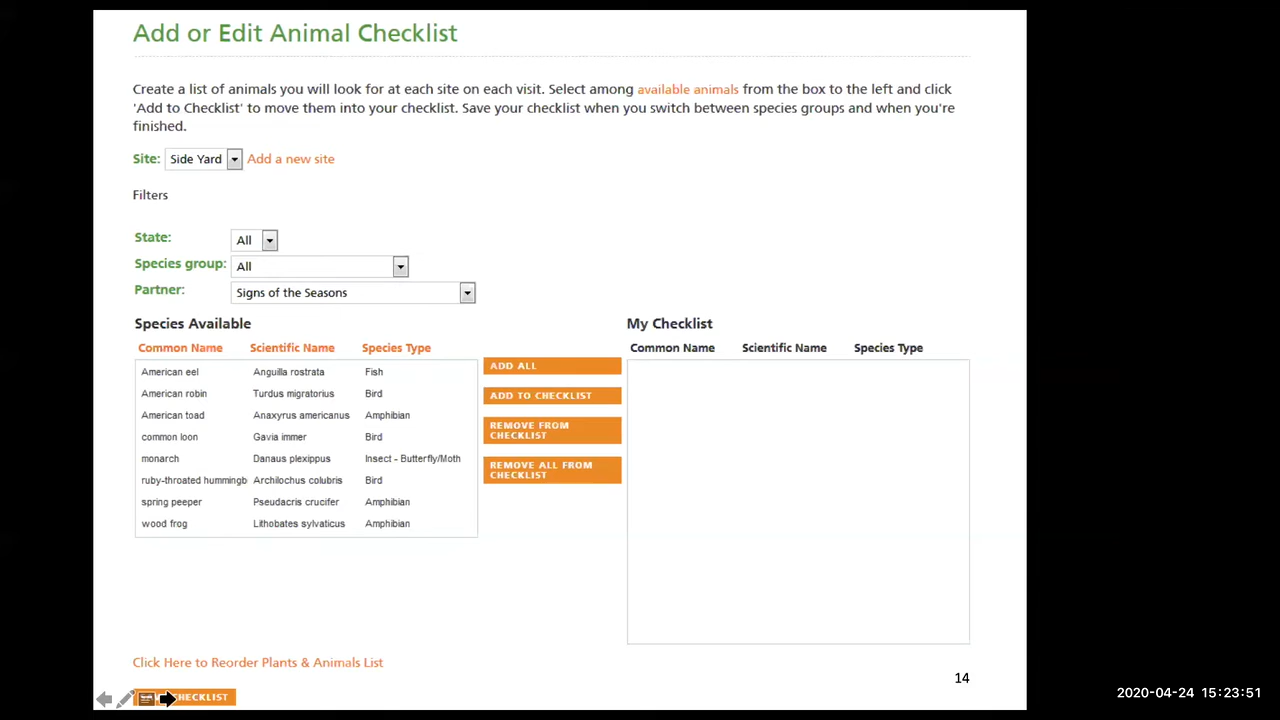 Add or Edit Animal Checklist
Create a list of animals you will look for at each site on each visit. Select among available animals from the box to the left and click
'Add to Checklist' to move them into your checklist. Save your checklist when you switch between species groups and when you're
finished.
Site: Side Yard Add a new site
Filters
State: All
Species group: All
Partner: Signs of the Seasons
Species Available
Common Name Scientific Name Species Type
American eel Anguilla rostrata Fish
American robin Turdus migratorius Bird
American toad Anaxyrus americanus Amphibian
common loon Gavia immer Bird
monarch Danaus plexippus Insect - Butterfly/Moth
ruby-throated hummingb Archilochus colubris Bird
spring peeper Pseudacris crucifer Amphibian
wood frog Lithobates sylvaticus Amphibian
ADD ALL
ADD TO CHECKLIST
REMOVE FROM
CHECKLIST
REMOVE ALL FROM
CHECKLIST
My Checklist
Common Name Scientific Name Species Type
Click Here to Reorder Plants & Animals List
CHECKLIST
14
2020-04-24 15:23:51